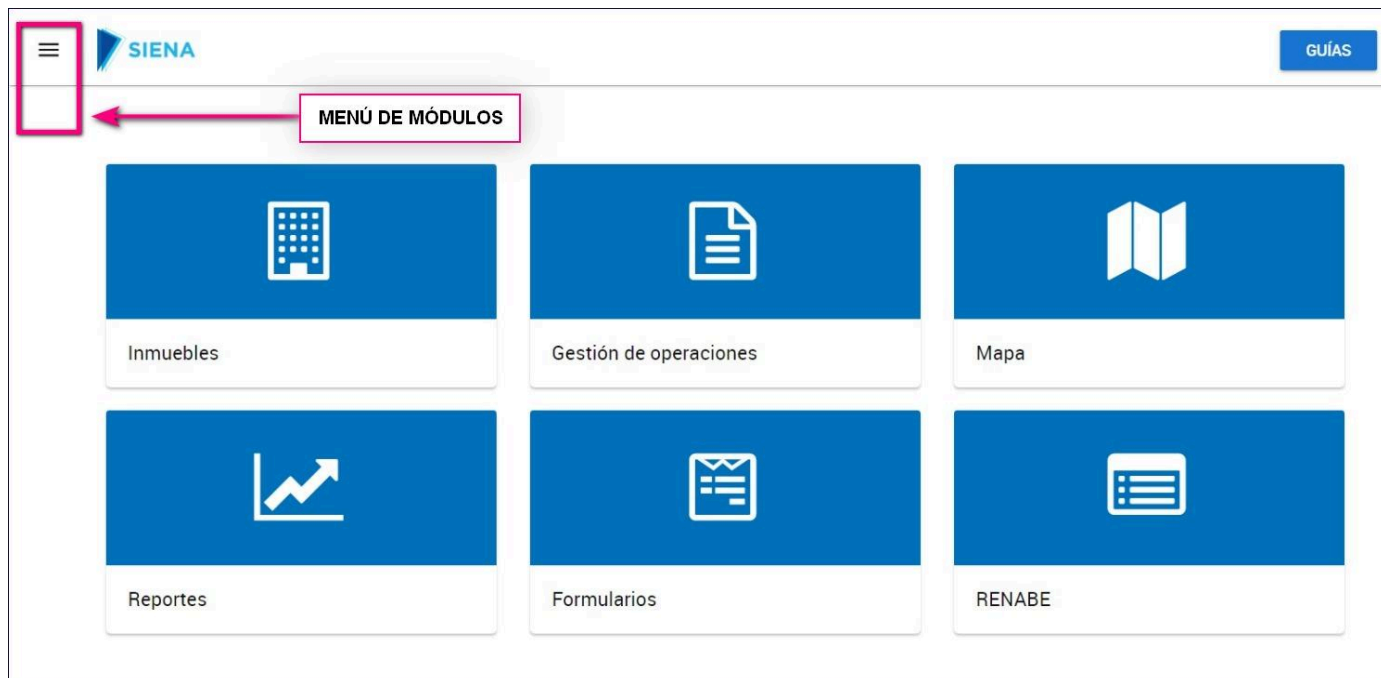 SIENA
GUÍAS
MENÚ DE MÓDULOS
Inmuebles
Gestión de operaciones
Mapa
Reportes
Formularios
RENABE